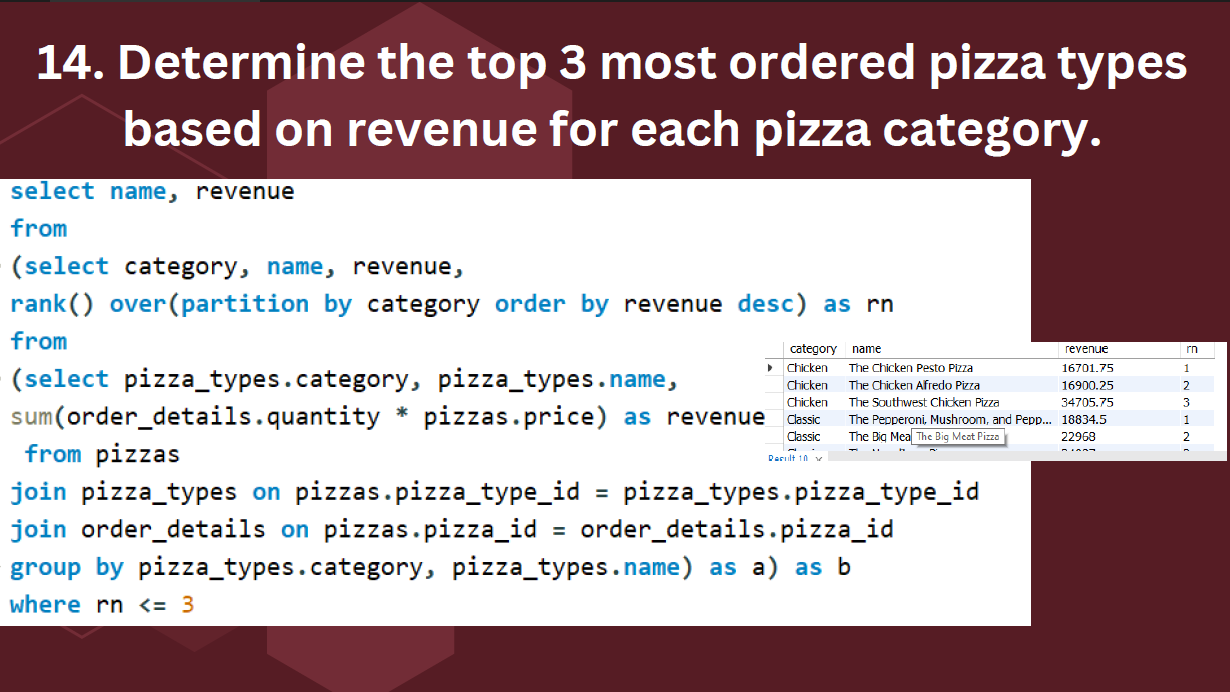 14. Determine the top 3 most ordered pizza types
based on revenue for each pizza category.
select name, revenue
from
(select category, name, revenue,
rank() over(partition by category order by revenue desc) as rn
from
(select pizza_types.category, pizza_types.name,
sum(order_details.quantity * pizzas.price) as revenue
from pizzas
join pizza_types on pizzas.pizza_type_id = pizza_types.pizza_type_id
join order_details on pizzas.pizza_id = order_details.pizza_id
group by pizza_types.category, pizza_types.name) as a) as b
where rn <= 3
category name revenue rn
Chicken The Chicken Pesto Pizza 16701.75 1
Chicken The Chicken Alfredo Pizza 16900.25 2
Chicken The Southwest Chicken Pizza 34705.75 3
Classic The Pepperoni, Mushroom, and Pepp... 18834.5 1
Classic The Big Mea 22968 2
The Big Meat Pizza
Result 10